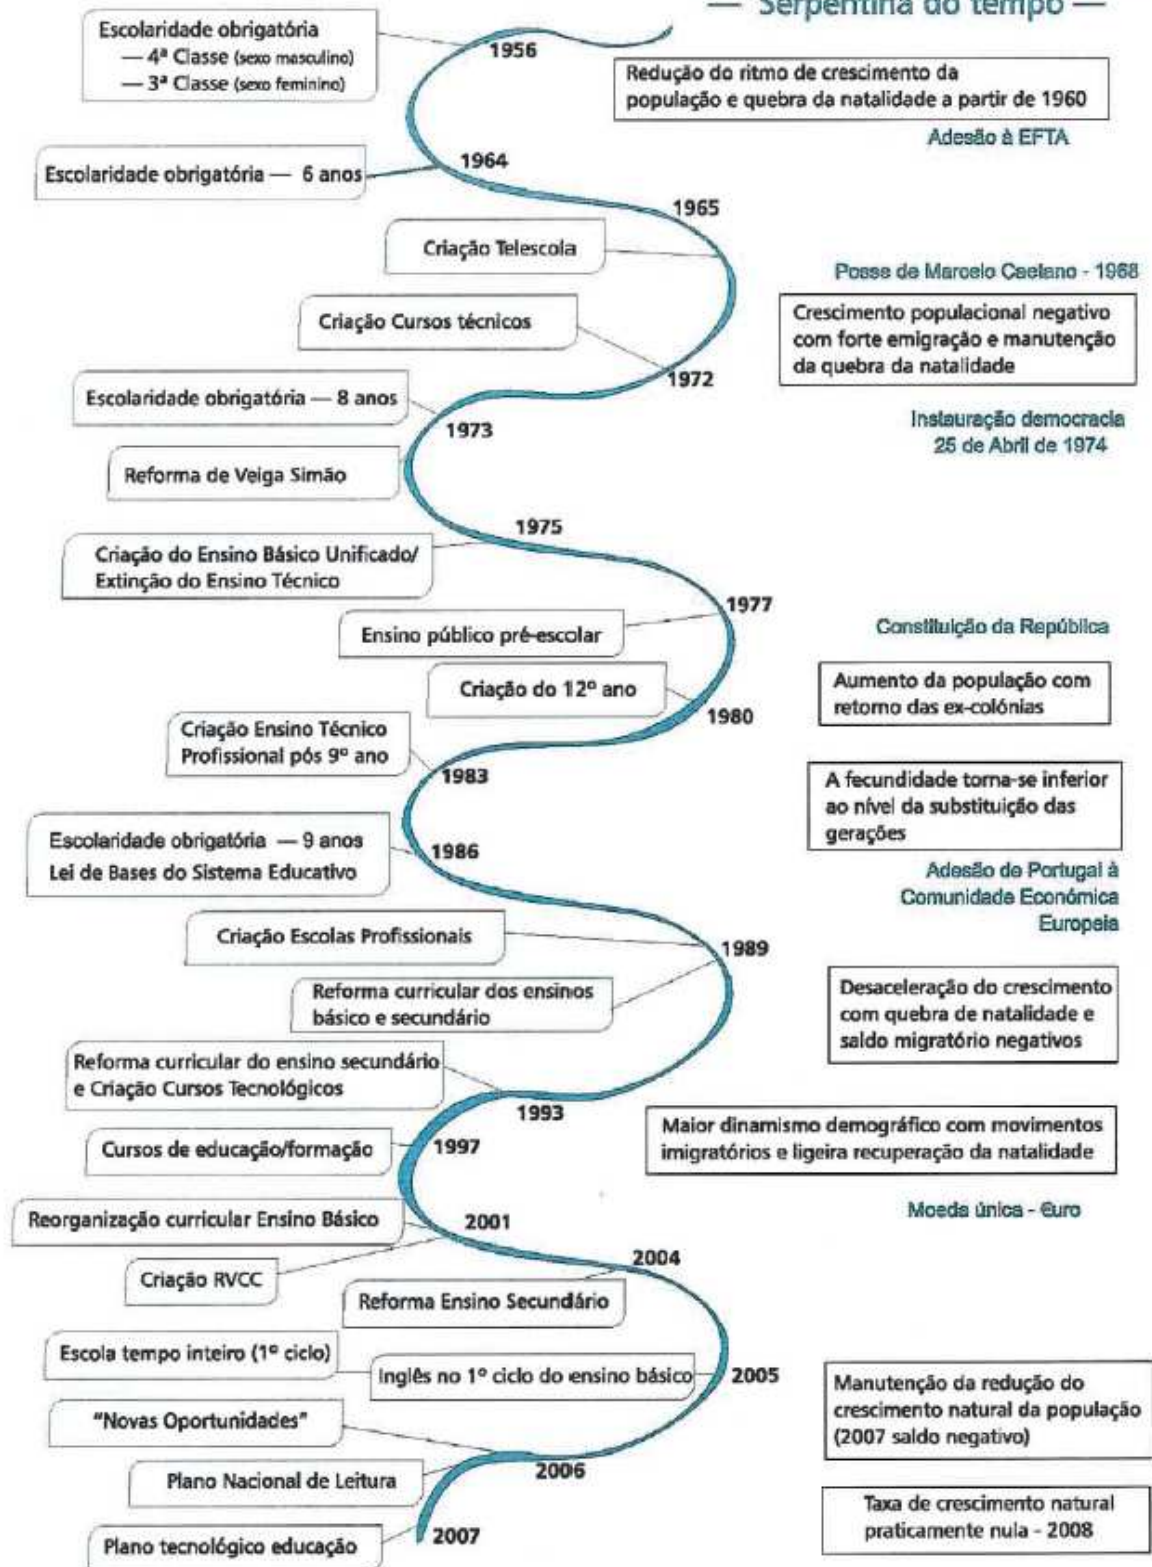 — Serpentina do tempo —
Escolaridade obrigatória
— 4ª Classe (sexo masculino)
— 3ª Classe (sexo feminino)
1956
Redução do ritmo de crescimento da
população e quebra da natalidade a partir de 1960
Adesão à EFTA
1964
Escolaridade obrigatória — 6 anos
1965
Criação Telescola
Posse de Marcelo Caetano - 1968
Criação Cursos técnicos
Crescimento populacional negativo
com forte emigração e manutenção
da quebra da natalidade
1972
Escolaridade obrigatória — 8 anos
1973
Instauração democracia
25 de Abril de 1974
Reforma de Veiga Simão
1975
Criação do Ensino Básico Unificado/
Extinção do Ensino Técnico
1977
Ensino público pré-escolar
Constituição da República
Criação do 12º ano
1980
Aumento da população com
retorno das ex-colónias
Criação Ensino Técnico
Profissional pós 9º ano
1983
A fecundidade torna-se inferior
ao nível da substituição das
gerações
Escolaridade obrigatória — 9 anos
Lei de Bases do Sistema Educativo
1986
Adesão de Portugal à
Comunidade Económica
Europeia
Criação Escolas Profissionais
1989
Reforma curricular dos ensinos
básico e secundário
Desaceleração do crescimento
com quebra de natalidade e
saldo migratório negativos
Reforma curricular do ensino secundário
e Criação Cursos Tecnológicos
1993
Cursos de educação/formação
1997
Maior dinamismo demográfico com movimentos
imigratórios e ligeira recuperação da natalidade
Moeda única - €uro
Reorganização curricular Ensino Básico
2001
Criação RVCC
2004
Reforma Ensino Secundário
Escola tempo inteiro (1º ciclo)
Inglês no 1º ciclo do ensino básico
2005
Manutenção da redução do
crescimento natural da população
(2007 saldo negativo)
"Novas Oportunidades"
2006
Plano Nacional de Leitura
Taxa de crescimento natural
praticamente nula - 2008
Plano tecnológico educação
2007